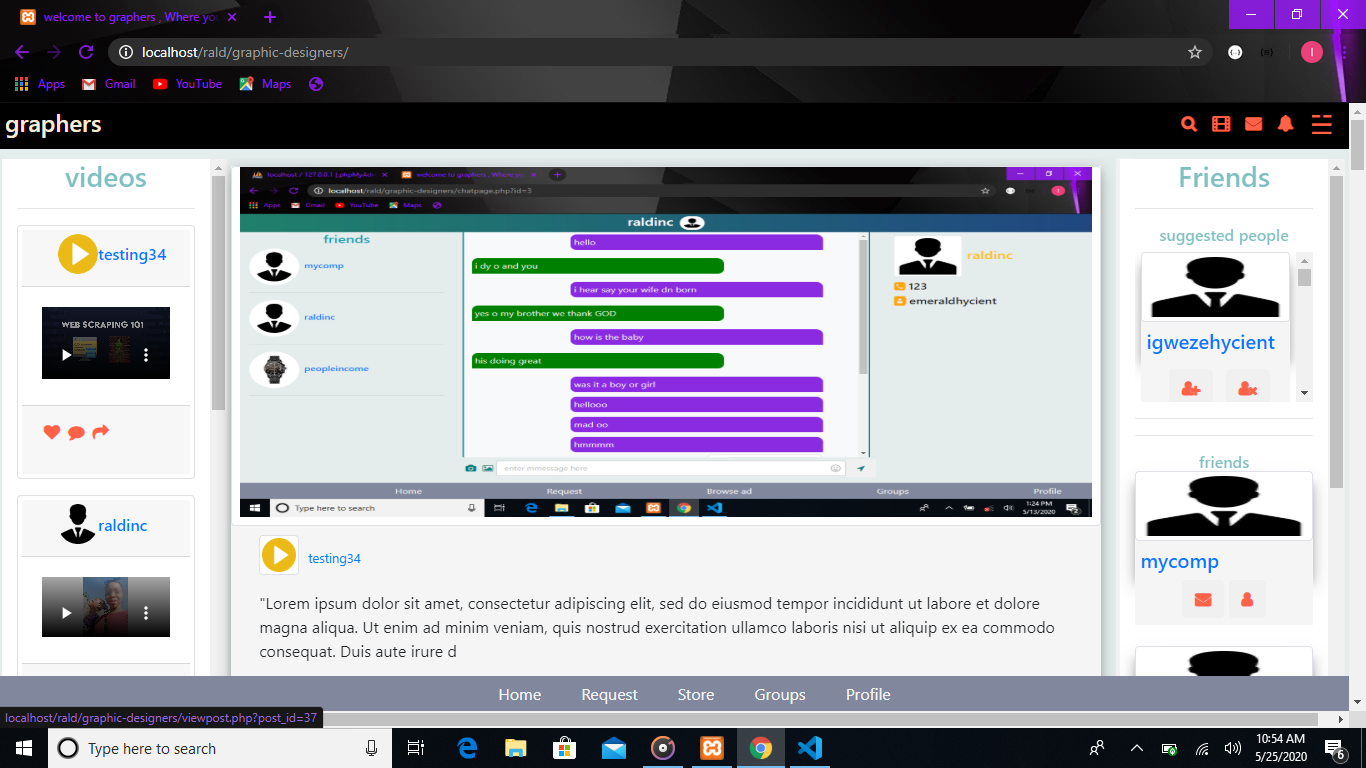 welcome to graphers , Where you
localhost/rald/graphic-designers/
Apps Gmail YouTube Maps
graphers
videos
testing34
WEB SCRAPING 101
raldinc
localhost / 127.0.0.1 | phpMyAdm welcome to graphers , Where yo
localhost/rald/graphic-designers/chatpage.php?id=3
Apps Gmail YouTube Maps
raldinc
friends
mycomp
raldinc
peopleincome
hello
i dy o and you
i hear say your wife dn born
yes o my brother we thank GOD
how is the baby
his doing great
was it a boy or girl
hellooo
mad oo
hmmmm
enter mmessage here
raldinc
123
emeraldhycient
Home Request Browse ad Groups Profile
Type here to search
1:24 PM
5/13/2020
2
testing34
"Lorem ipsum dolor sit amet, consectetur adipiscing elit, sed do eiusmod tempor incididunt ut labore et dolore
magna aliqua. Ut enim ad minim veniam, quis nostrud exercitation ullamco laboris nisi ut aliquip ex ea commodo
consequat. Duis aute irure d
Friends
suggested people
igwezehycient
friends
mycomp
Home Request Store Groups Profile
localhost/rald/graphic-designers/viewpost.php?post_id=37
Type here to search
10:54 AM
5/25/2020
6